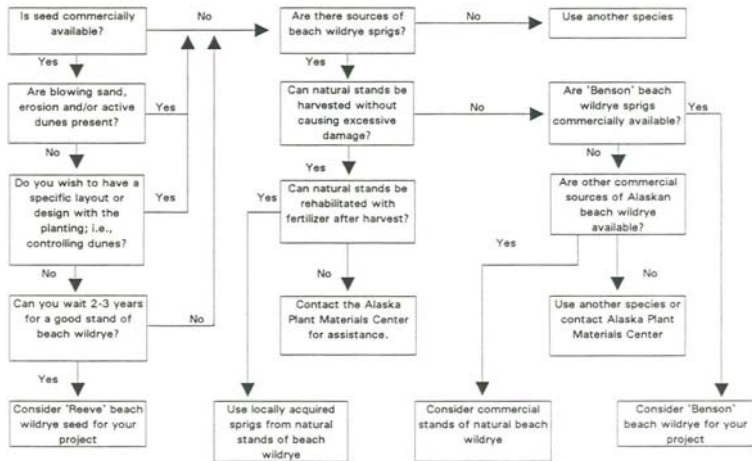 Is seed commercially
available?
No
Are there sources of
beach wildrye sprigs?
No
Use another species
Yes
Yes
Are blowing sand,
erosion and/or active
dunes present?
Yes
Can natural stands be
harvested without
causing excessive
damage?
No
Are 'Benson' beach
wildrye sprigs
commercially available?
Yes
No
Yes
No
Do you wish to have a
specific layout or
design with the
planting; i.e.,
controlling dunes?
Yes
Yes
Can natural stands be
rehabilitated with
fertilizer after harvest?
Are other commercial
sources of Alaskan
beach wildrye
available?
Yes
No
No
No
Can you wait 2-3 years
for a good stand of
beach wildrye?
No
Contact the Alaska
Plant Materials Center
for assistance.
Use another species or
contact Alaska Plant
Materials Center
Yes
Consider 'Reeve' beach
wildrye seed for your
project
Use locally acquired
sprigs from natural
stands of beach
wildrye
Consider commercial
stands of natural beach
wildrye
Consider 'Benson'
beach wildrye for your
project